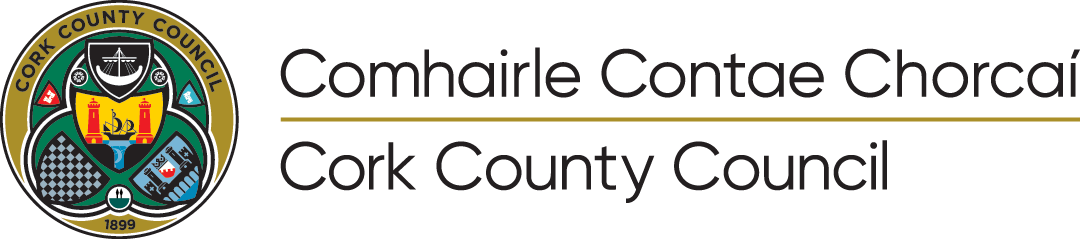 CORK COUNTY COUNCIL
1899
Comhairle Contae Chorcaí
Cork County Council